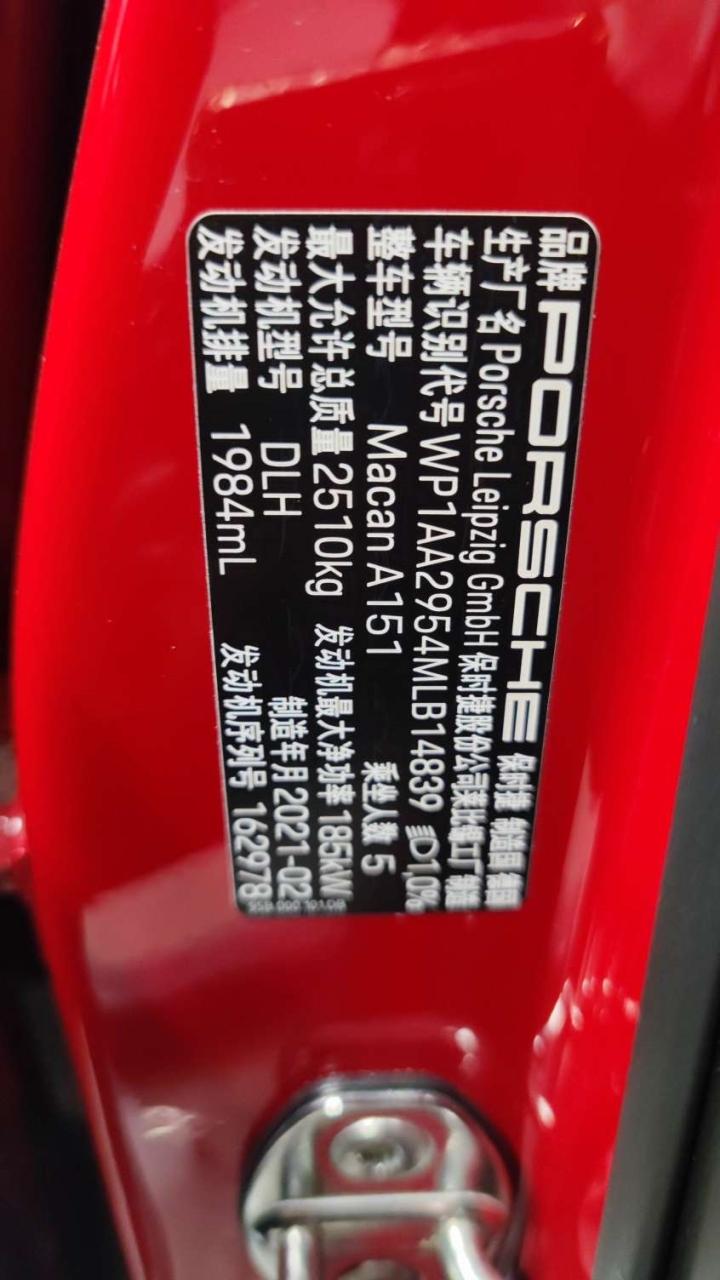 品牌 PORSCHE 保时捷 制造国 德国
生产厂名 Porsche Leipzig GmbH 保时捷股份公司莱比锡工厂 制造
车辆识别代号 WP1AA2954MLB14839 1,0%
整车型号 Macan A151 乘坐人数 5
最大允许总质量 2510kg 发动机最大净功率 185kW
发动机型号 DLH 制造年月 2021-02
发动机排量 1984mL 发动机序列号 162978